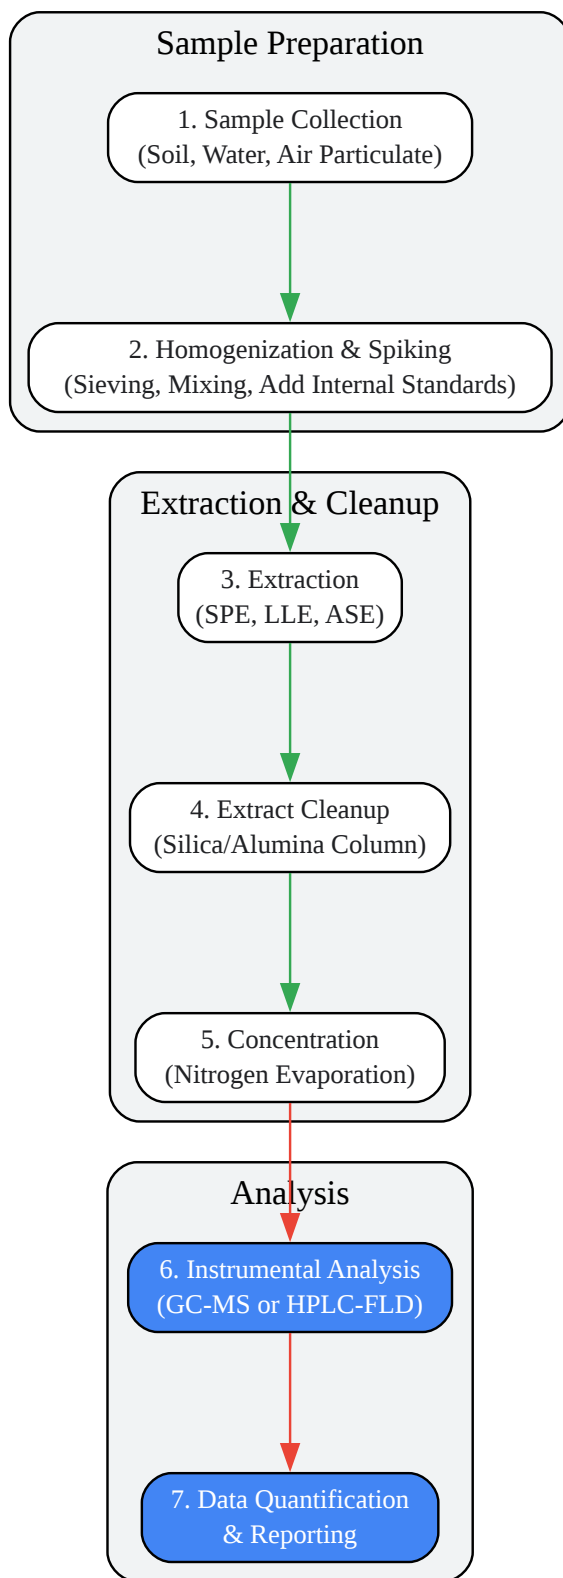 Sample Preparation
1. Sample Collection
(Soil, Water, Air Particulate)
2. Homogenization & Spiking
(Sieving, Mixing, Add Internal Standards)
Extraction & Cleanup
3. Extraction
(SPE, LLE, ASE)
4. Extract Cleanup
(Silica/Alumina Column)
5. Concentration
(Nitrogen Evaporation)
Analysis
6. Instrumental Analysis
(GC-MS or HPLC-FLD)
7. Data Quantification
& Reporting